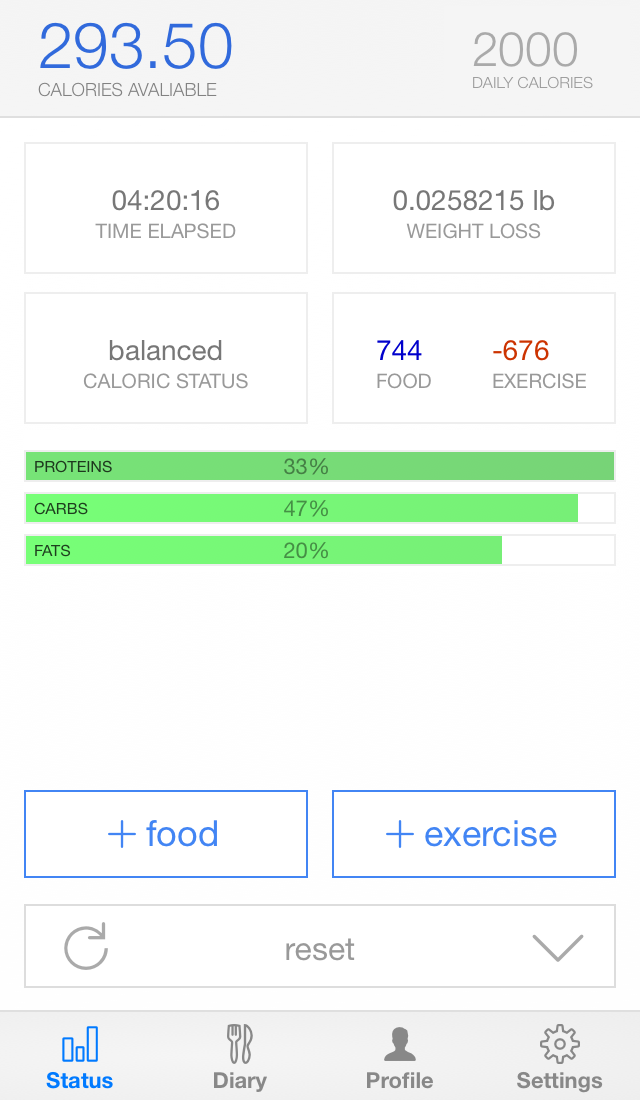 293.50
CALORIES AVALIABLE
2000
DAILY CALORIES
04:20:16
TIME ELAPSED
0.0258215 lb
WEIGHT LOSS
balanced
CALORIC STATUS
744
FOOD
-676
EXERCISE
PROTEINS 33%
CARBS 47%
FATS 20%
+ food
+ exercise
reset
Status
Diary
Profile
Settings